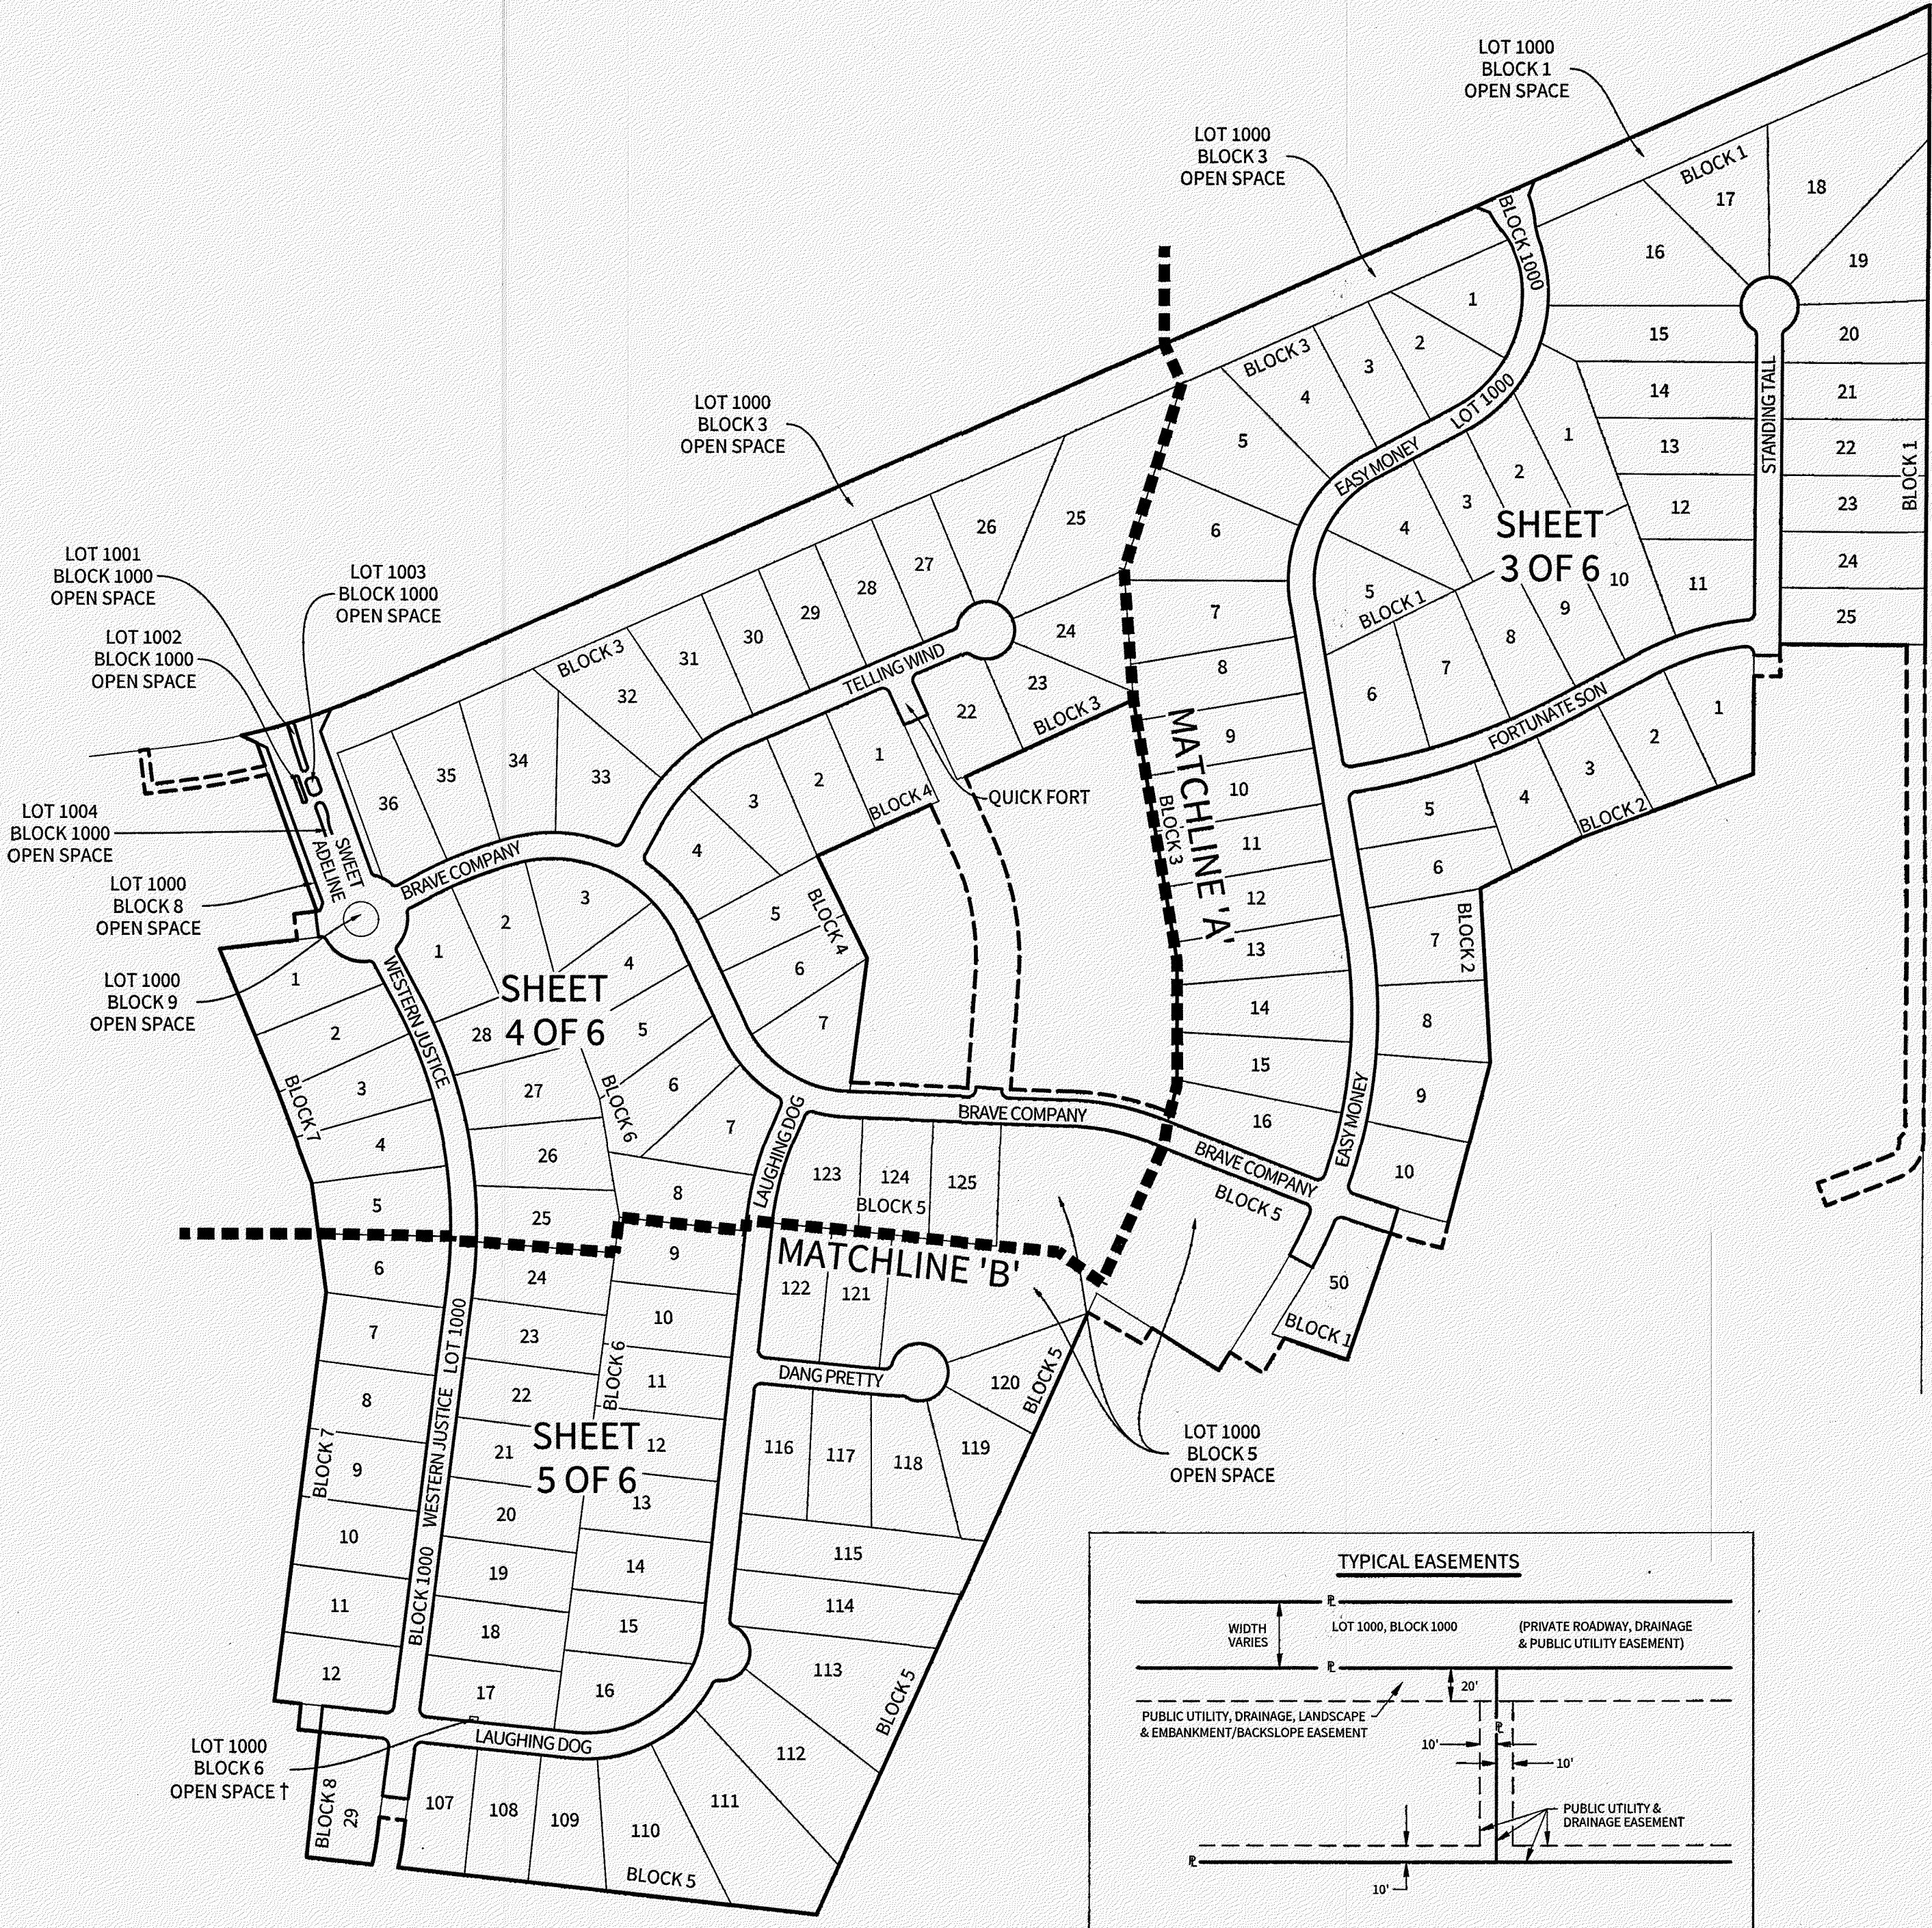 LOT 1000
BLOCK 1
OPEN SPACE
LOT 1000
BLOCK 3
OPEN SPACE
LOT 1000
BLOCK 3
OPEN SPACE
LOT 1001
BLOCK 1000
OPEN SPACE
LOT 1003
BLOCK 1000
OPEN SPACE
LOT 1002
BLOCK 1000
OPEN SPACE
LOT 1004
BLOCK 1000
OPEN SPACE
LOT 1000
BLOCK 8
OPEN SPACE
LOT 1000
BLOCK 9
OPEN SPACE
BLOCK 1
17
18
16
19
15
20
14
21
13
22
12
23
24
11
25
10
9
8
7
6
STANDING TALL
BLOCK 1
BLOCK 1000
EASY MONEY
LOT 1000
SHEET
3 OF 6
1
2
3
4
5
BLOCK 1
BLOCK 3
1
2
3
4
5
6
7
8
9
10
11
12
13
14
15
16
BLOCK 3
MATCHLINE 'A'
FORTUNATE SON
1
2
3
4
5
6
7
8
9
10
BLOCK 2
BLOCK 2
EASY MONEY
BRAVE COMPANY
BLOCK 5
50
BLOCK 1
25
26
27
28
29
30
31
32
33
34
35
36
BLOCK 3
24
23
22
BLOCK 3
TELLING WIND
QUICK FORT
1
2
3
4
5
6
7
BLOCK 4
BLOCK 4
SWEET
ADELINE
BRAVE COMPANY
BRAVE COMPANY
WESTERN JUSTICE
SHEET
4 OF 6
1
2
3
4
5
6
7
8
28
27
26
25
BLOCK 6
1
2
3
4
5
BLOCK 7
LAUGHING DOG
123
124
125
BLOCK 5
MATCHLINE 'B'
6
7
8
9
10
11
12
BLOCK 7
BLOCK 1000
WESTERN JUSTICE
LOT 1000
24
23
22
21
20
19
18
17
SHEET
5 OF 6
9
10
11
12
13
14
15
16
BLOCK 6
122
121
120
119
118
117
116
115
114
113
112
111
110
109
108
107
DANG PRETTY
BLOCK 5
BLOCK 5
BLOCK 5
LAUGHING DOG
LOT 1000
BLOCK 6
OPEN SPACE †
BLOCK 8
29
LOT 1000
BLOCK 5
OPEN SPACE
TYPICAL EASEMENTS
WIDTH
VARIES
LOT 1000, BLOCK 1000
(PRIVATE ROADWAY, DRAINAGE
& PUBLIC UTILITY EASEMENT)
20'
PUBLIC UTILITY, DRAINAGE, LANDSCAPE
& EMBANKMENT/BACKSLOPE EASEMENT
10'
10'
PUBLIC UTILITY &
DRAINAGE EASEMENT
10'